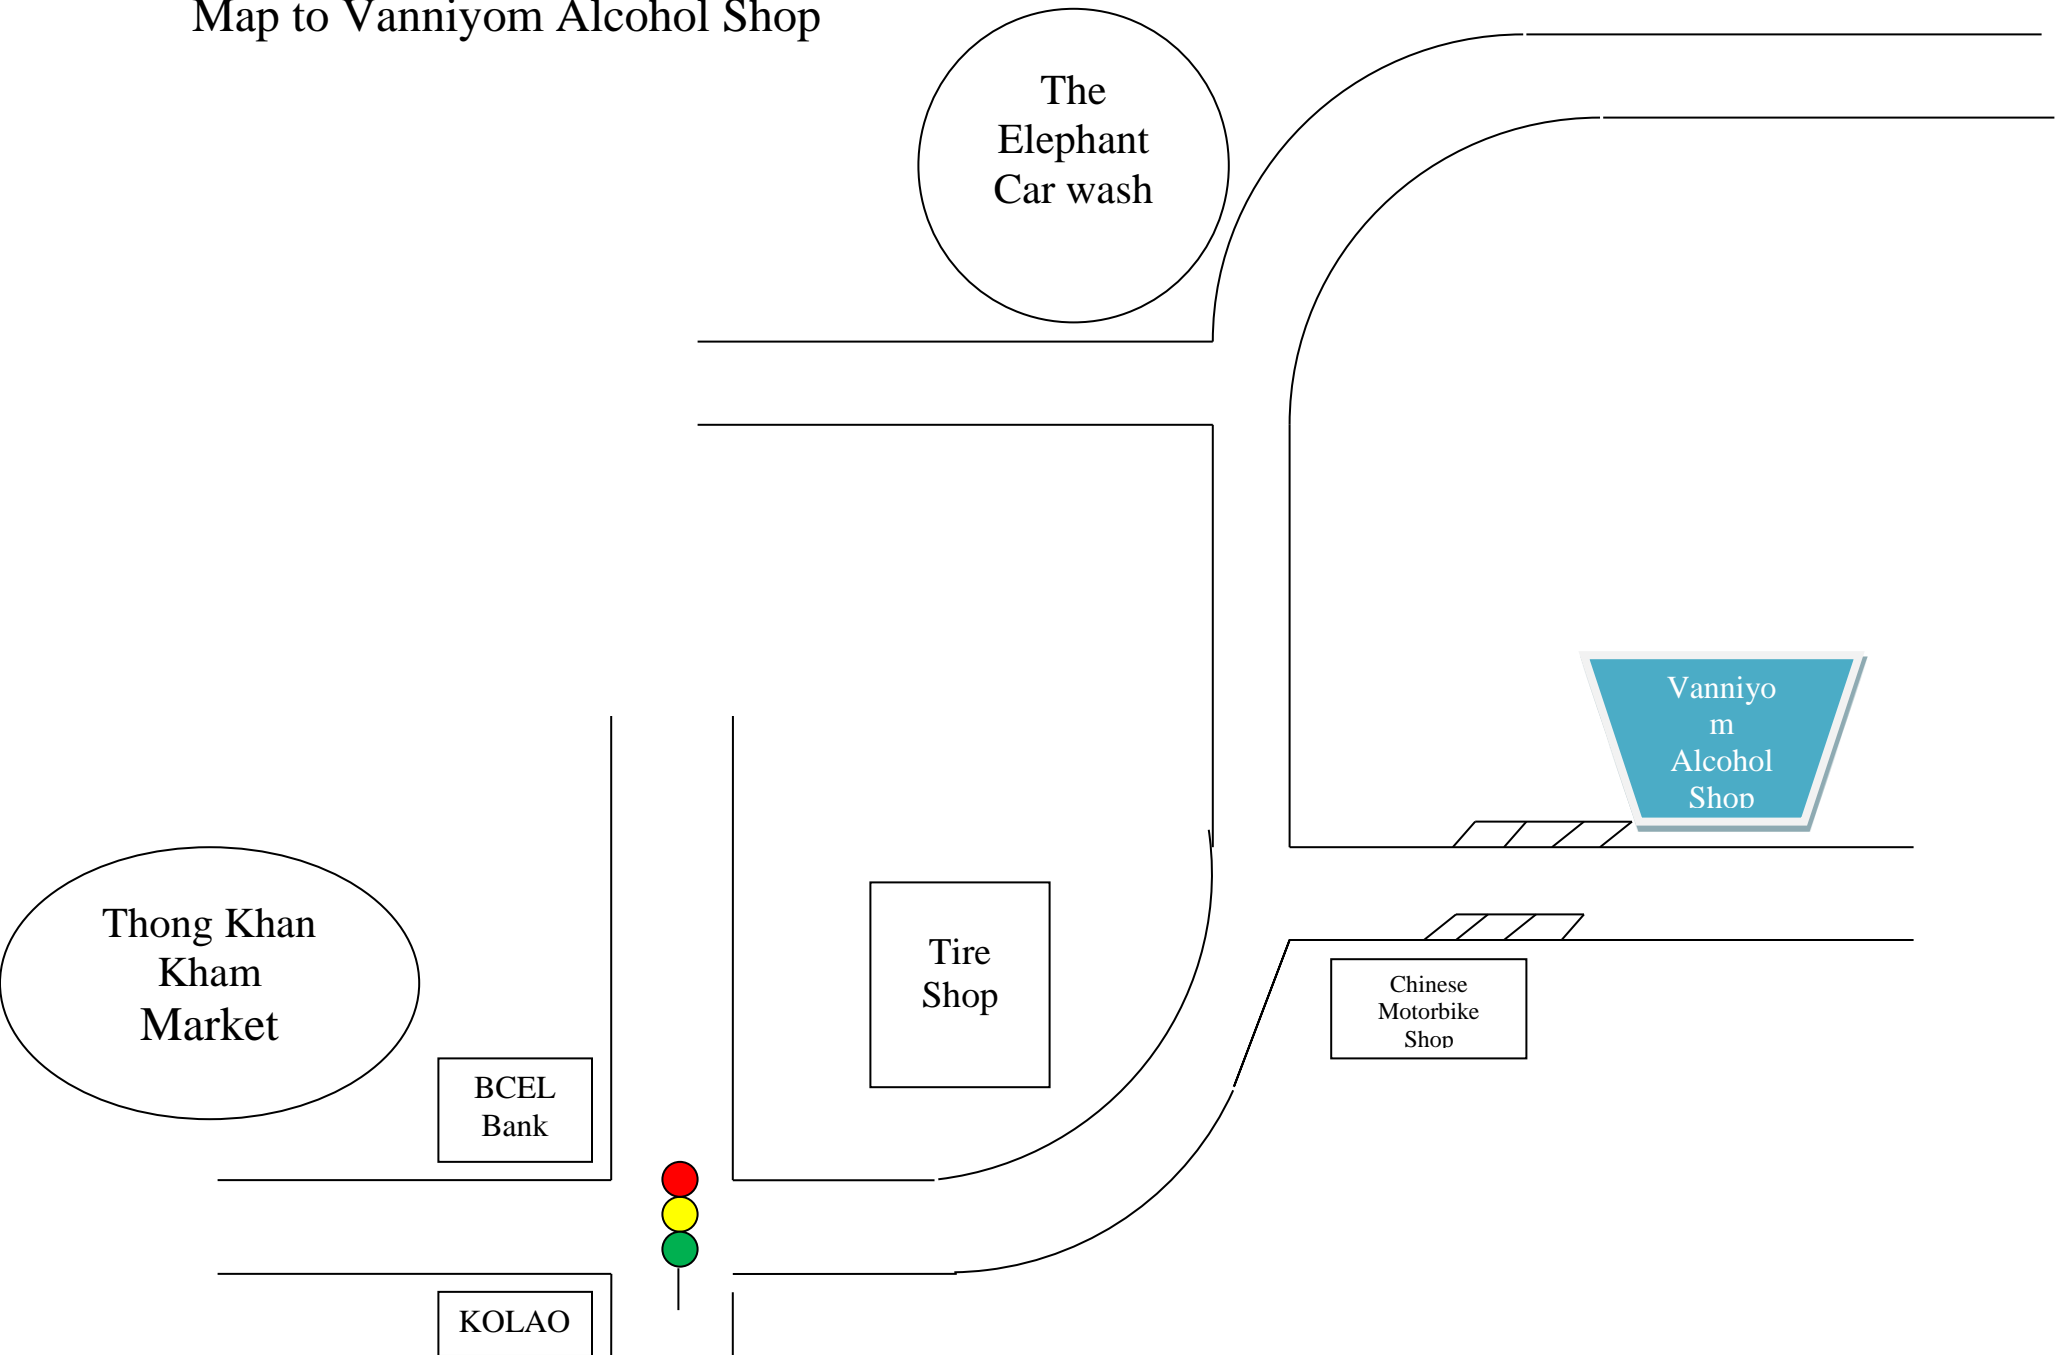 Map to Vanniyom Alcohol Shop
The
Elephant
Car wash
Vanniyo
m
Alcohol
Shop
Thong Khan
Kham
Market
Tire
Shop
Chinese
Motorbike
Shop
BCEL
Bank
KOLAO